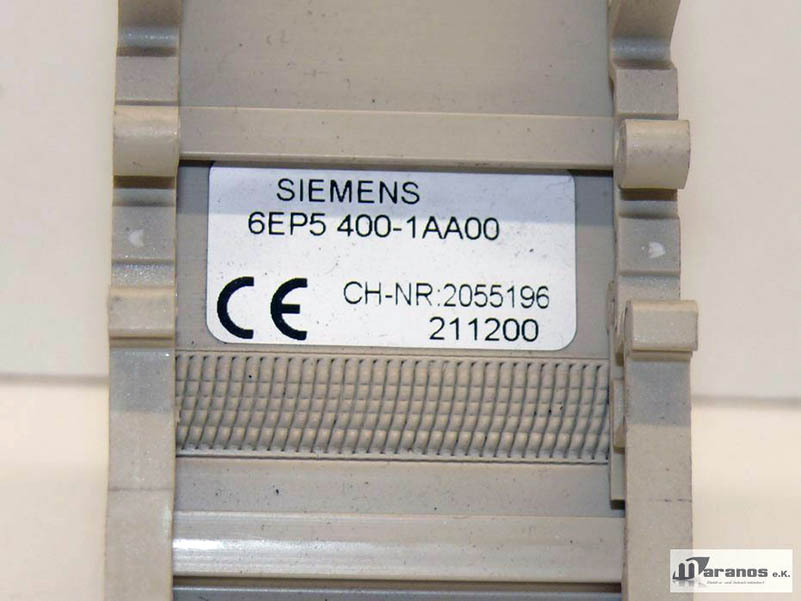 SIEMENS
6EP5 400-1AA00
CE
CH-NR:2055196
211200
Maranos e.K.